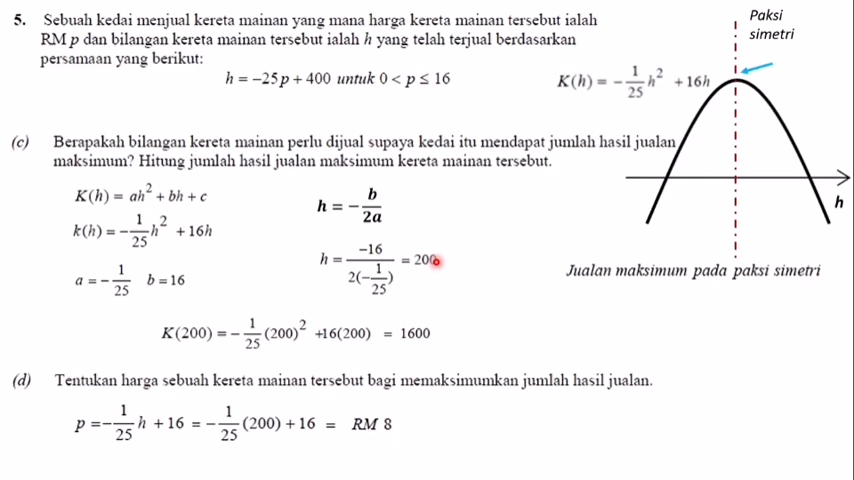 5. Sebuah kedai menjual kereta mainan yang mana harga kereta mainan tersebut ialah
RM p dan bilangan kereta mainan tersebut ialah h yang telah terjual berdasarkan
persamaan yang berikut:
h = −25p + 400 untuk 0 < p ≤ 16
K(h) = −1/25 h² + 16h
Paksi
simetri
(c) Berapakah bilangan kereta mainan perlu dijual supaya kedai itu mendapat jumlah hasil jualan
maksimum? Hitung jumlah hasil jualan maksimum kereta mainan tersebut.
K(h) = ah² + bh + c
k(h) = −1/25 h² + 16h
a = −1/25 b = 16
h = −b/2a
h = −16/2(−1/25) = 200
h
Jualan maksimum pada paksi simetri
K(200) = −1/25 (200)² +16(200) = 1600
(d) Tentukan harga sebuah kereta mainan tersebut bagi memaksimumkan jumlah hasil jualan.
p = −1/25 h + 16 = −1/25 (200) + 16 = RM 8